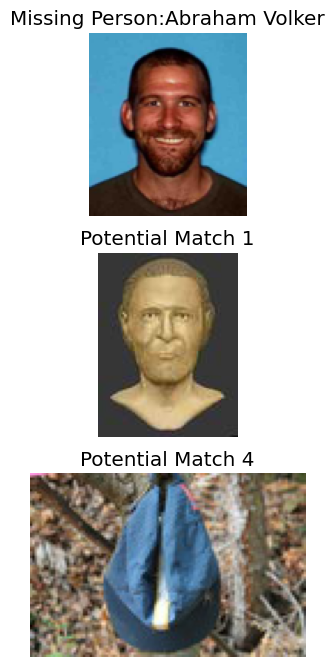 Missing Person:Abraham Volker
Potential Match 1
Potential Match 4